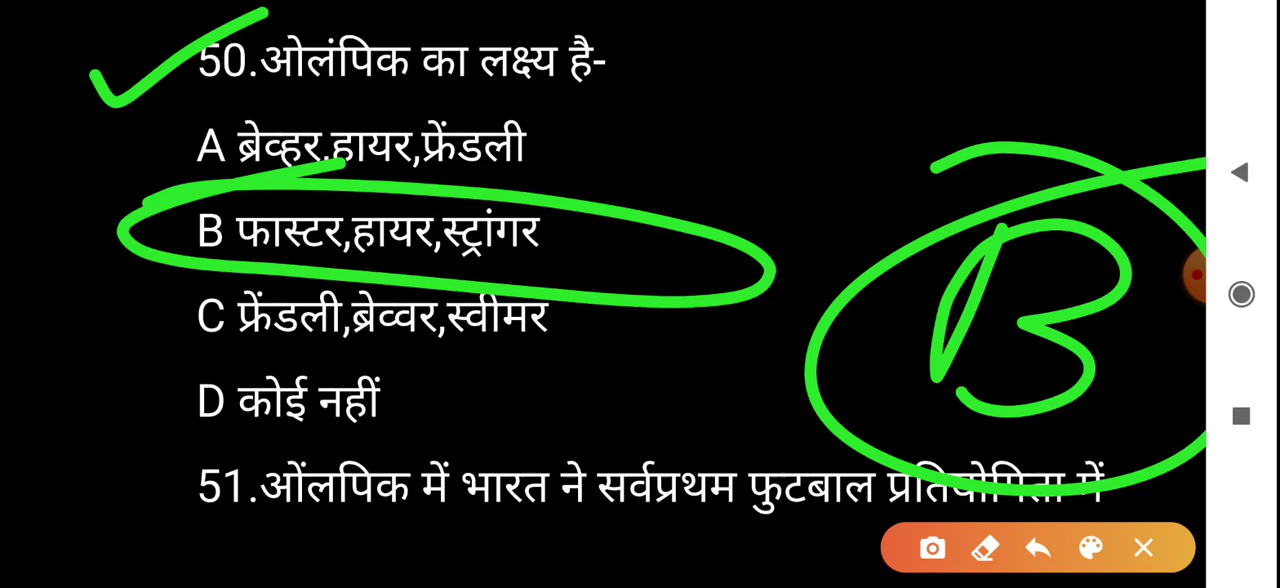 50.ओलंपिक का लक्ष्य है-
A ब्रेव्हर,हायर,फ्रेंडली
B फास्टर,हायर,स्ट्रांगर
B
C फ्रेंडली,ब्रेव्वर,स्वीमर
D कोई नहीं
51.ओंलपिक में भारत ने सर्वप्रथम फुटबाल प्रतियोगिता में